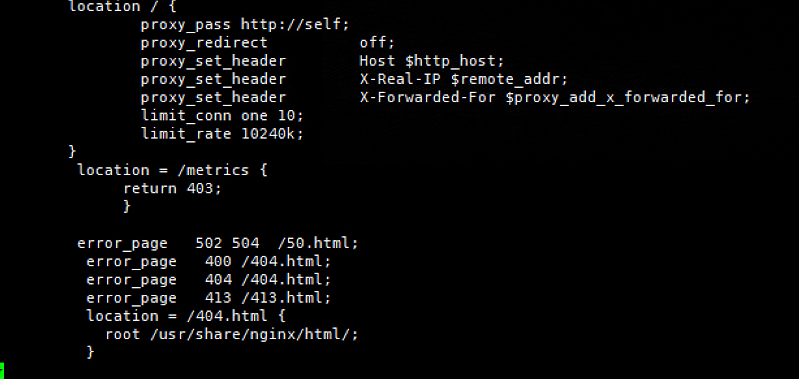 location / {
proxy_pass http://self;
proxy_redirect off;
proxy_set_header Host $http_host;
proxy_set_header X-Real-IP $remote_addr;
proxy_set_header X-Forwarded-For $proxy_add_x_forwarded_for;
limit_conn one 10;
limit_rate 10240k;
}
location = /metrics {
return 403;
}
error_page 502 504 /50.html;
error_page 400 /404.html;
error_page 404 /404.html;
error_page 413 /413.html;
location = /404.html {
root /usr/share/nginx/html/;
}